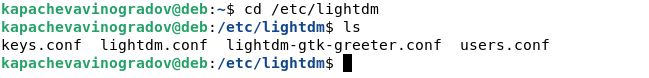 kapachevavinogradov@deb:~$ cd /etc/lightdm
kapachevavinogradov@deb:/etc/lightdm$ ls
keys.conf  lightdm.conf  lightdm-gtk-greeter.conf  users.conf
kapachevavinogradov@deb:/etc/lightdm$